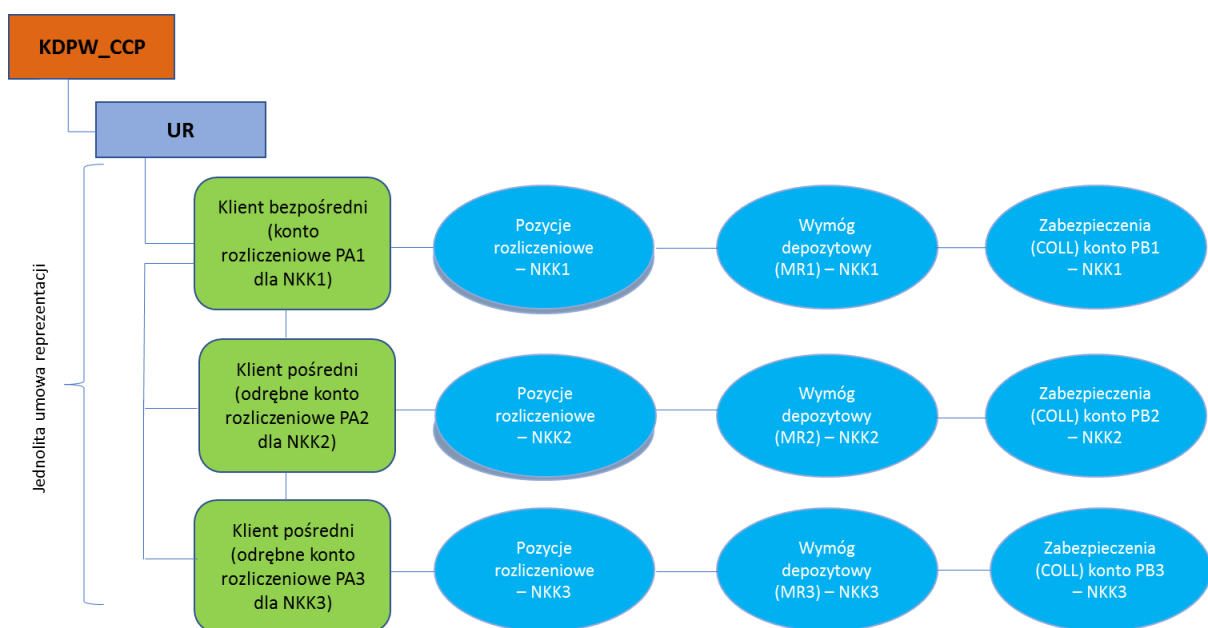 KDPW_CCP
UR
Jednolita umowa reprezentacji
Klient bezpośredni
(konto
rozliczeniowe PA1
dla NKK1)
Pozycje
rozliczeniowe
– NKK1
Wymóg
depozytowy
(MR1) – NKK1
Zabezpieczenia
(COLL) konto PB1
– NKK1
Klient pośredni
(odrębne konto
rozliczeniowe PA2
dla NKK2)
Pozycje
rozliczeniowe
– NKK2
Wymóg
depozytowy
(MR2) – NKK2
Zabezpieczenia
(COLL) konto PB2
– NKK2
Klient pośredni
(odrębne konto
rozliczeniowe PA3
dla NKK3)
Pozycje
rozliczeniowe
– NKK3
Wymóg
depozytowy
(MR3) – NKK3
Zabezpieczenia
(COLL) konto PB3
– NKK3